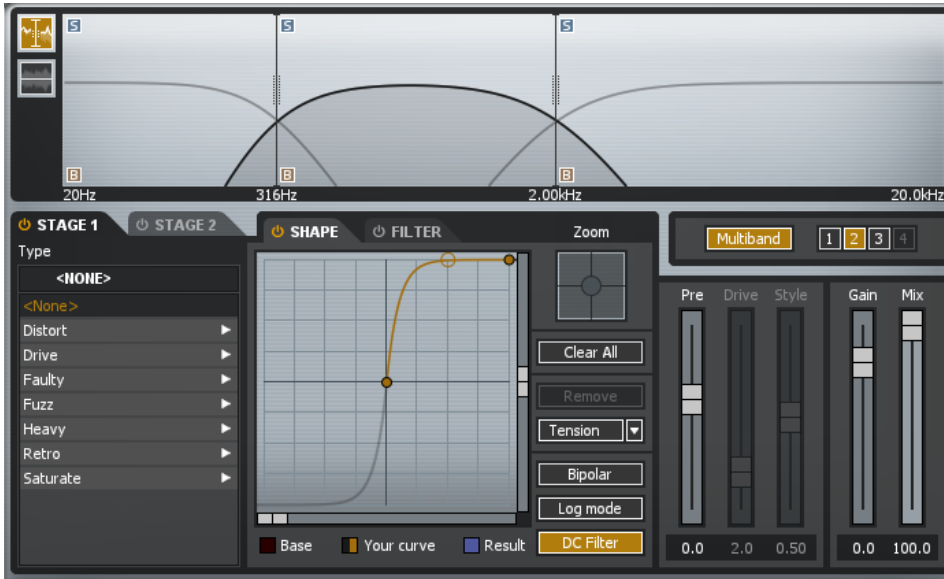 S S S
B B B
20Hz 316Hz 2.00kHz 20.0kHz
STAGE 1 STAGE 2 SHAPE FILTER Zoom Multiband 1 2 3 4
Type
<NONE>
<None>
Distort
Drive
Faulty
Fuzz
Heavy
Retro
Saturate
Clear All
Remove
Tension
Bipolar
Log mode
DC Filter
Base Your curve Result
Pre Drive Style Gain Mix
0.0 2.0 0.50 0.0 100.0